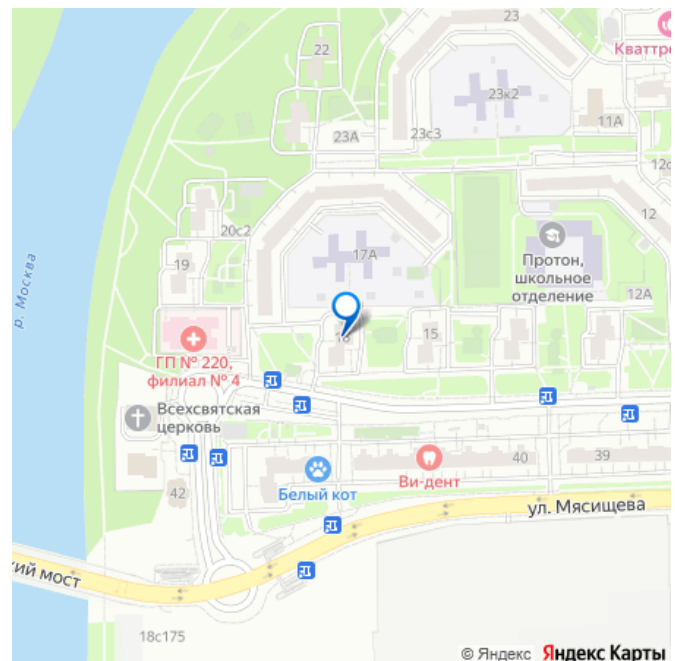 23
Кваттро
22
23к2
11А
23А
23с3
12с
20с2
12
17А
Протон,
школьное
отделение
19
12А
18
15
ГП № 220,
филиал № 4
Всехсвятская
церковь
40
39
Ви-дент
Белый кот
42
ул. Мясищева
р. Москва
кий мост
18с175
© Яндекс Яндекс Карты